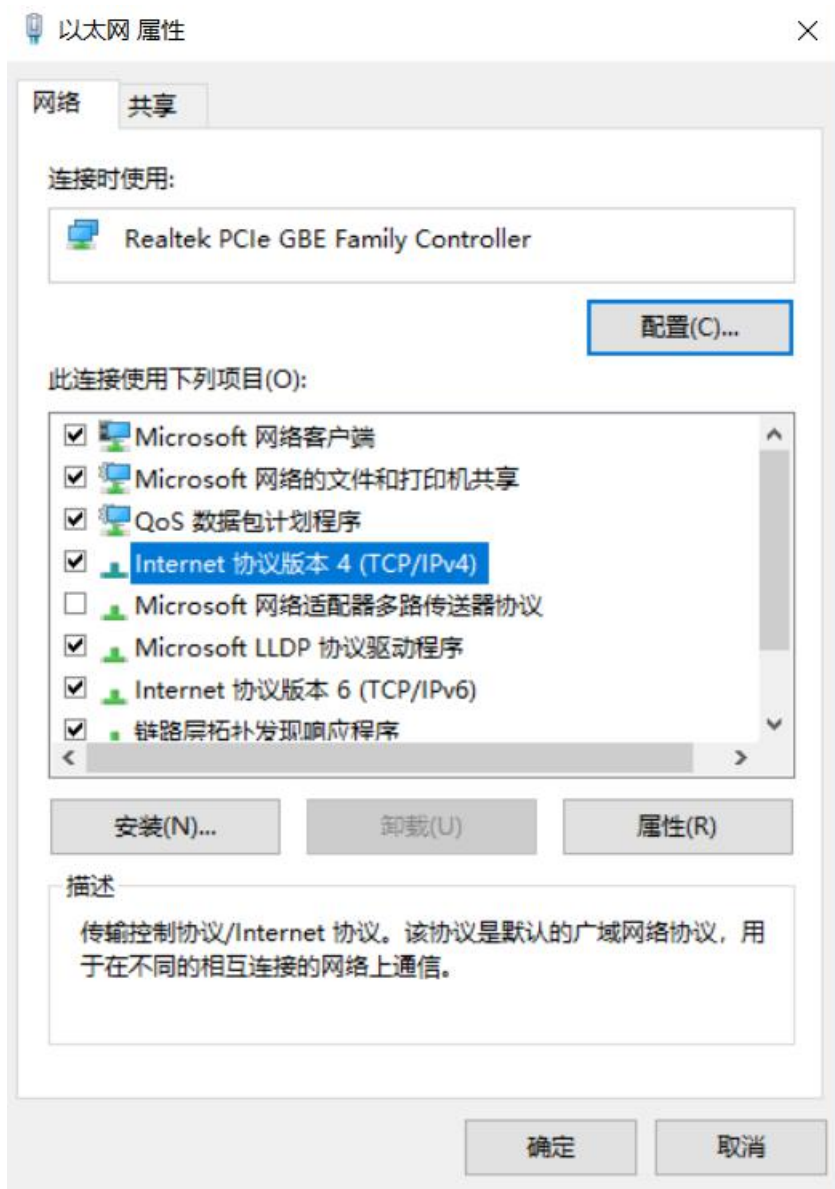 以太网 属性
网络 共享
连接时使用:
Realtek PCIe GBE Family Controller
配置(C)...
此连接使用下列项目(O):
Microsoft 网络客户端
Microsoft 网络的文件和打印机共享
QoS 数据包计划程序
Internet 协议版本 4 (TCP/IPv4)
Microsoft 网络适配器多路传送器协议
Microsoft LLDP 协议驱动程序
Internet 协议版本 6 (TCP/IPv6)
链路层拓扑发现响应程序
安装(N)... 卸载(U) 属性(R)
描述
传输控制协议/Internet 协议。该协议是默认的广域网络协议，用
于在不同的相互连接的网络上通信。
确定 取消